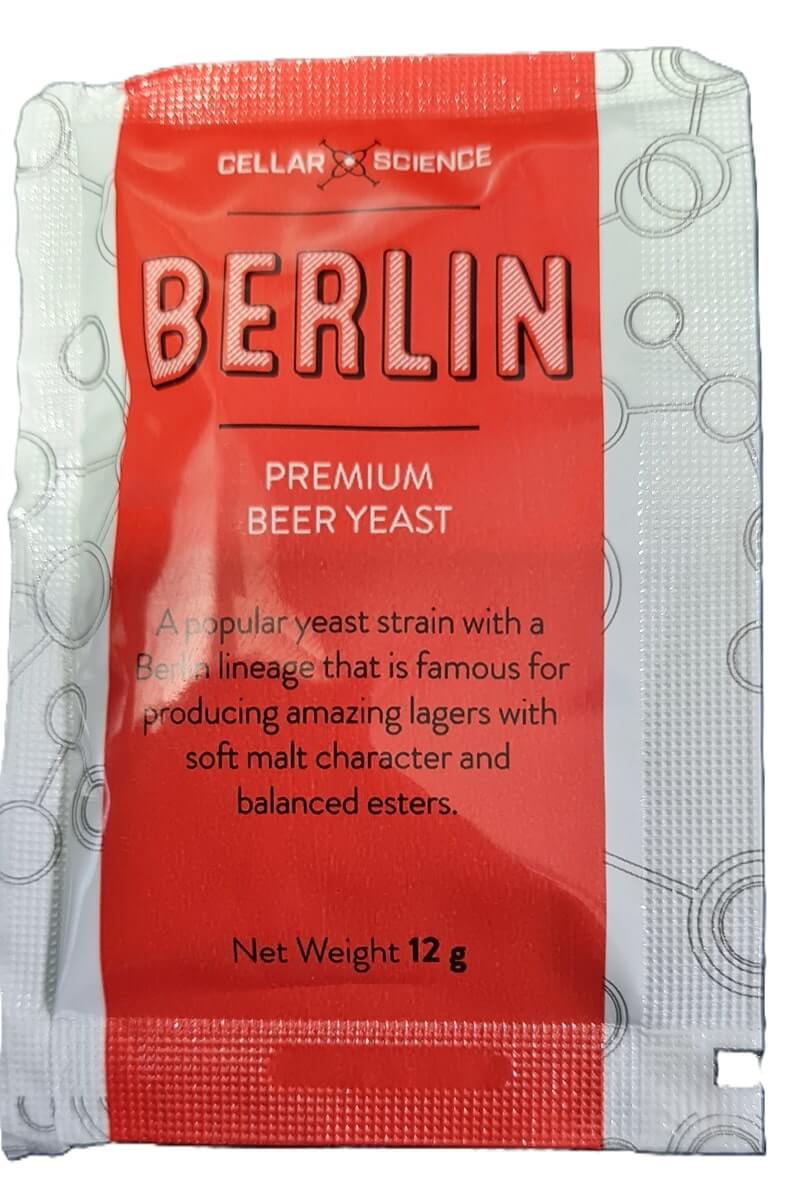 CELLAR SCIENCE
BERLIN
PREMIUM
BEER YEAST
A popular yeast strain with a
Berlin lineage that is famous for
producing amazing lagers with
soft malt character and
balanced esters.
Net Weight 12 g